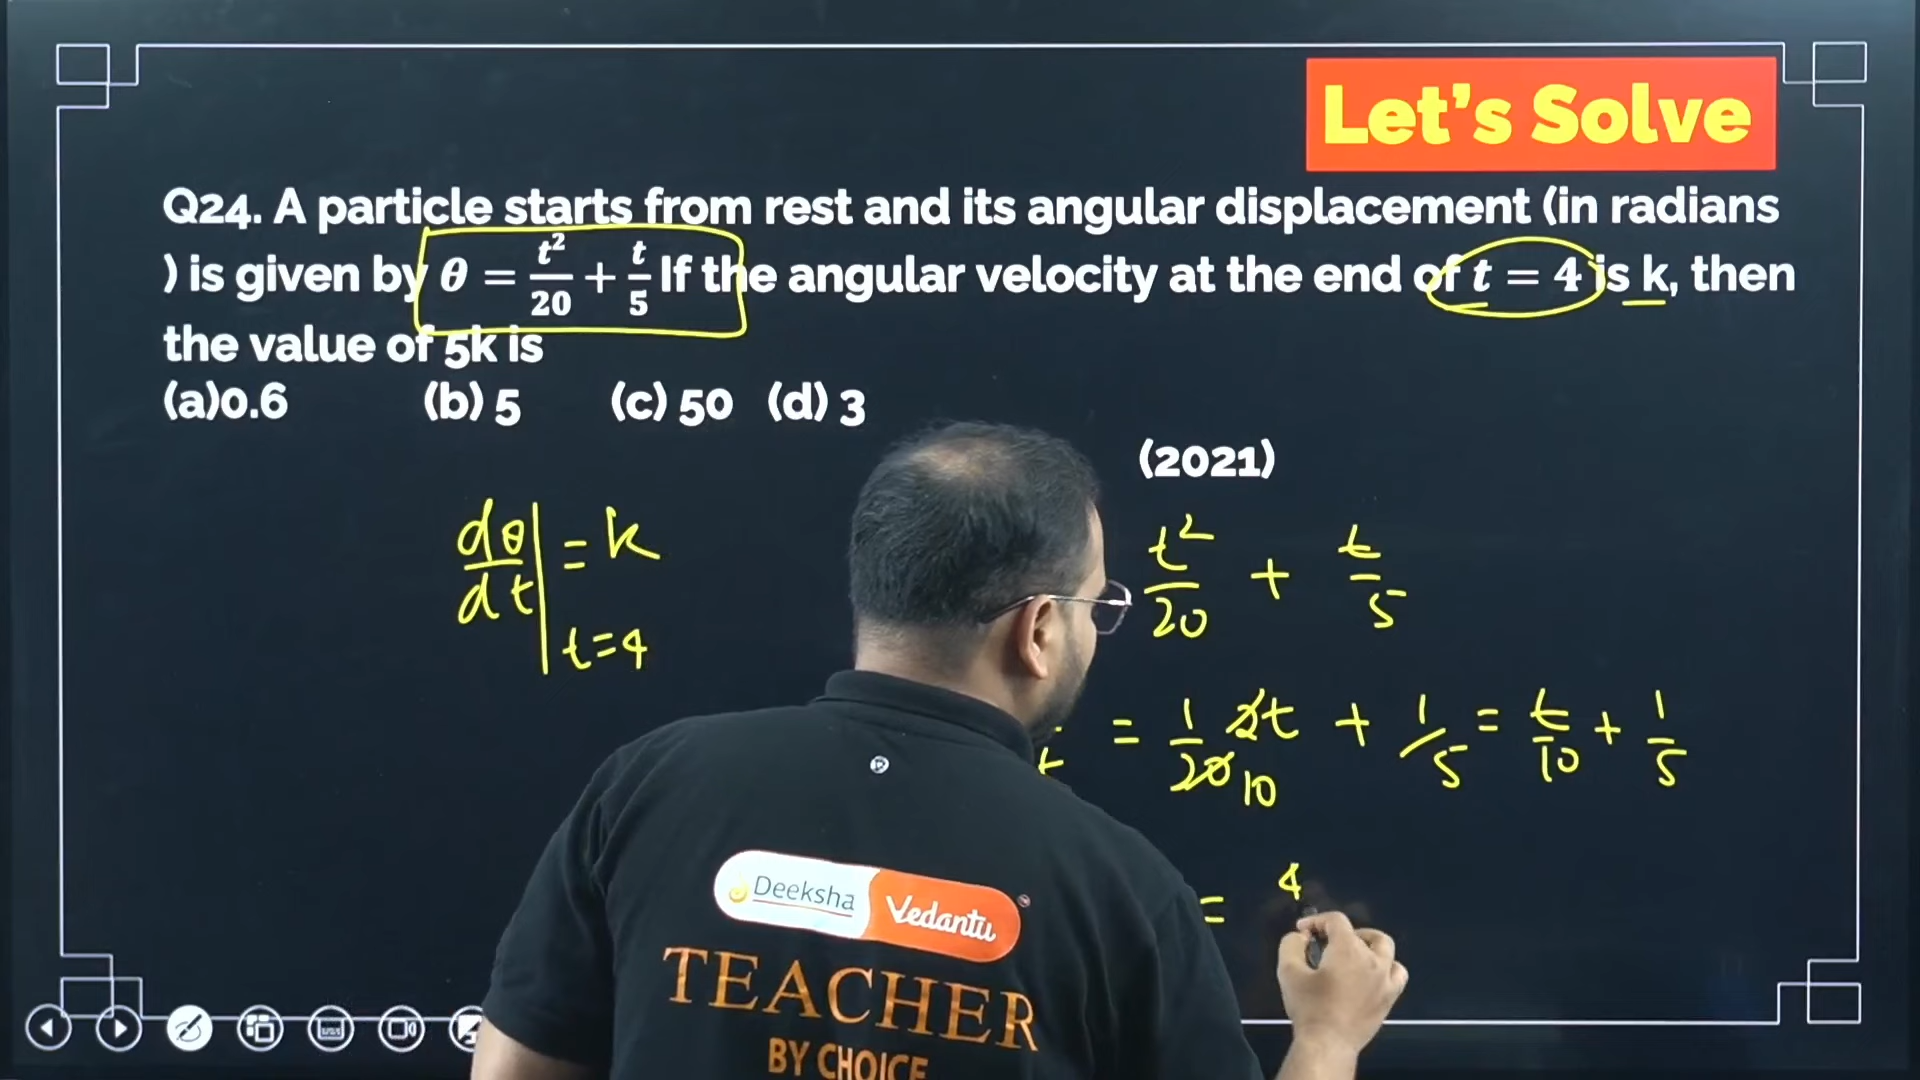 Let's Solve
Q24. A particle starts from rest and its angular displacement (in radians
) is given by θ = t²/20 + t/5 If the angular velocity at the end of t = 4 is k, then
the value of 5k is
(a)0.6 (b) 5 (c) 50 (d) 3
(2021)
dθ/dt | t=4 = k
t²/20 + t/5
= 1/20 2t + 1/5 = t/10 + 1/5
10
= 4
Deeksha Vedantu
TEACHER
BY CHOICE